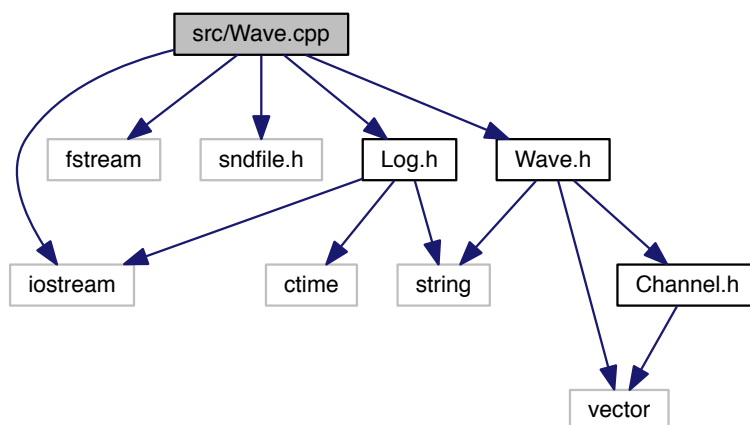 src/Wave.cpp
fstream
sndfile.h
Log.h
Wave.h
iostream
ctime
string
Channel.h
vector